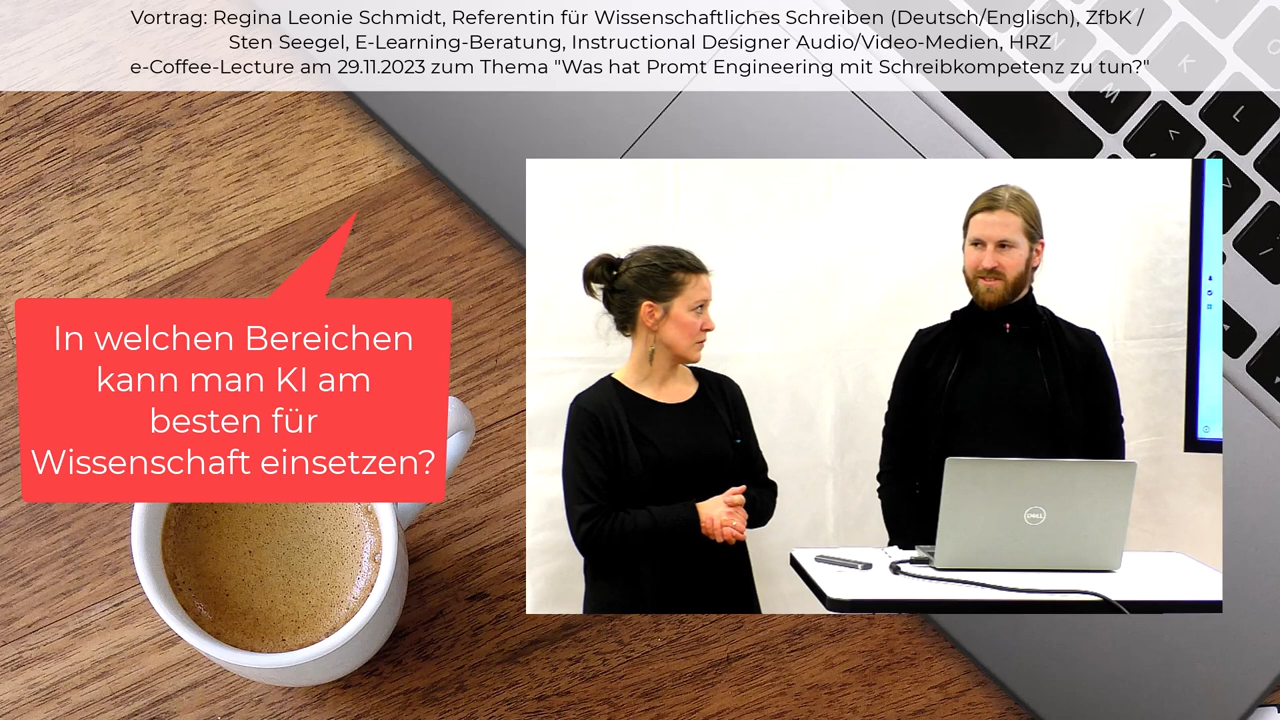 Vortrag: Regina Leonie Schmidt, Referentin für Wissenschaftliches Schreiben (Deutsch/Englisch), ZfbK /
Sten Seegel, E-Learning-Beratung, Instructional Designer Audio/Video-Medien, HRZ
e-Coffee-Lecture am 29.11.2023 zum Thema "Was hat Promt Engineering mit Schreibkompetenz zu tun?"
In welchen Bereichen
kann man KI am
besten für
Wissenschaft einsetzen?
N
K
O
M
L
<
V
DELL